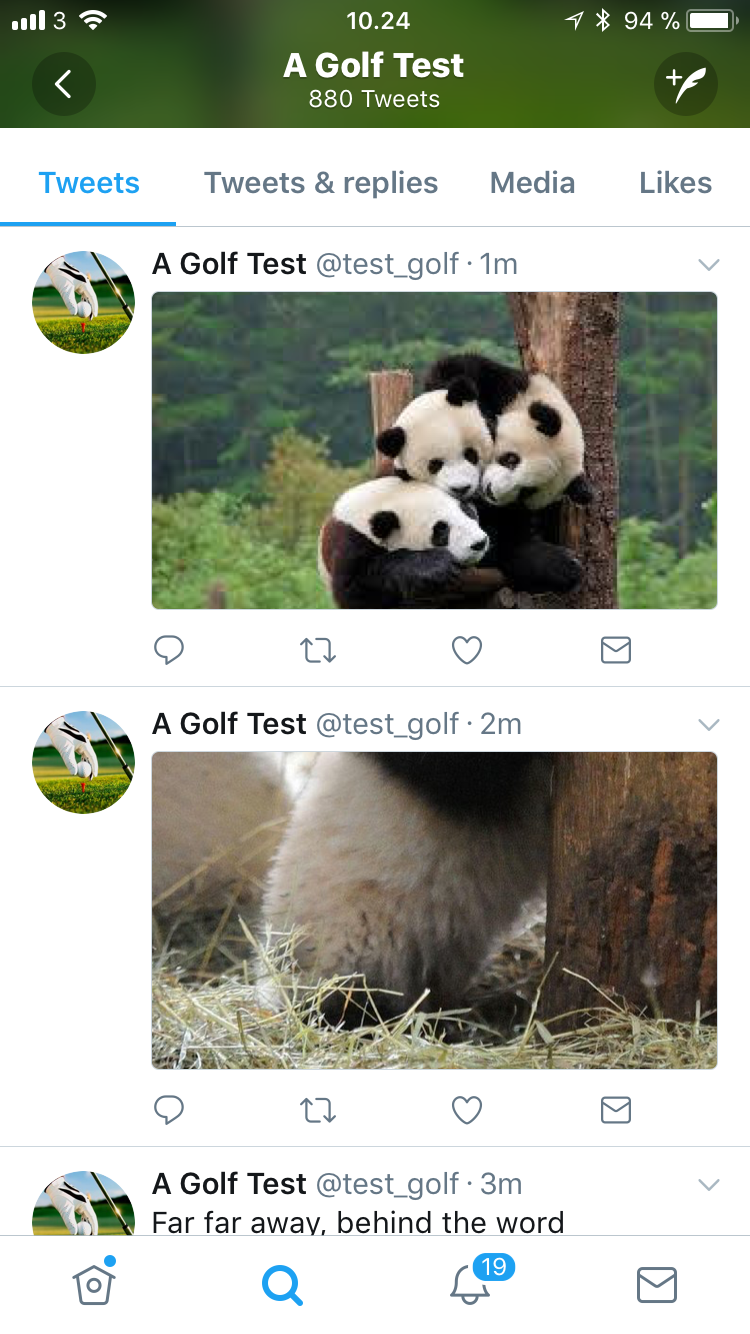 3 10.24 94 %
A Golf Test
880 Tweets
Tweets Tweets & replies Media Likes
A Golf Test @test_golf · 1m
A Golf Test @test_golf · 2m
A Golf Test @test_golf · 3m
Far far away, behind the word
19